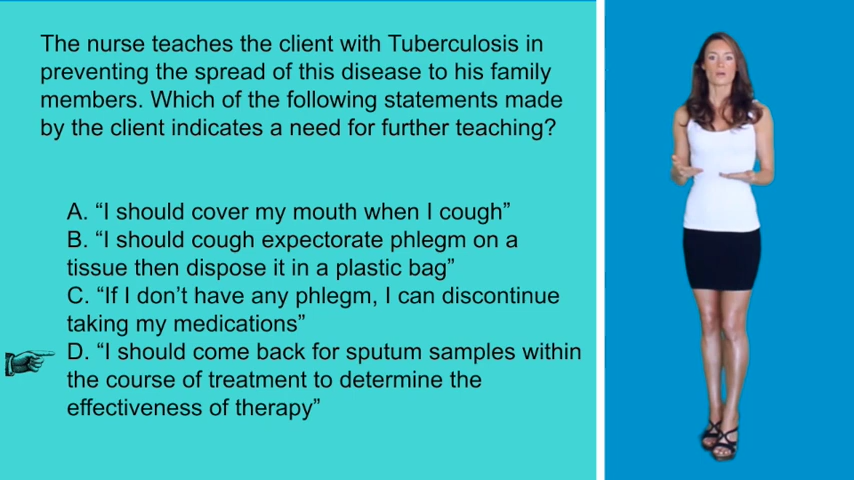 The nurse teaches the client with Tuberculosis in
preventing the spread of this disease to his family
members. Which of the following statements made
by the client indicates a need for further teaching?
A. “I should cover my mouth when I cough”
B. “I should cough expectorate phlegm on a
tissue then dispose it in a plastic bag”
C. “If I don’t have any phlegm, I can discontinue
taking my medications”
D. “I should come back for sputum samples within
the course of treatment to determine the
effectiveness of therapy”